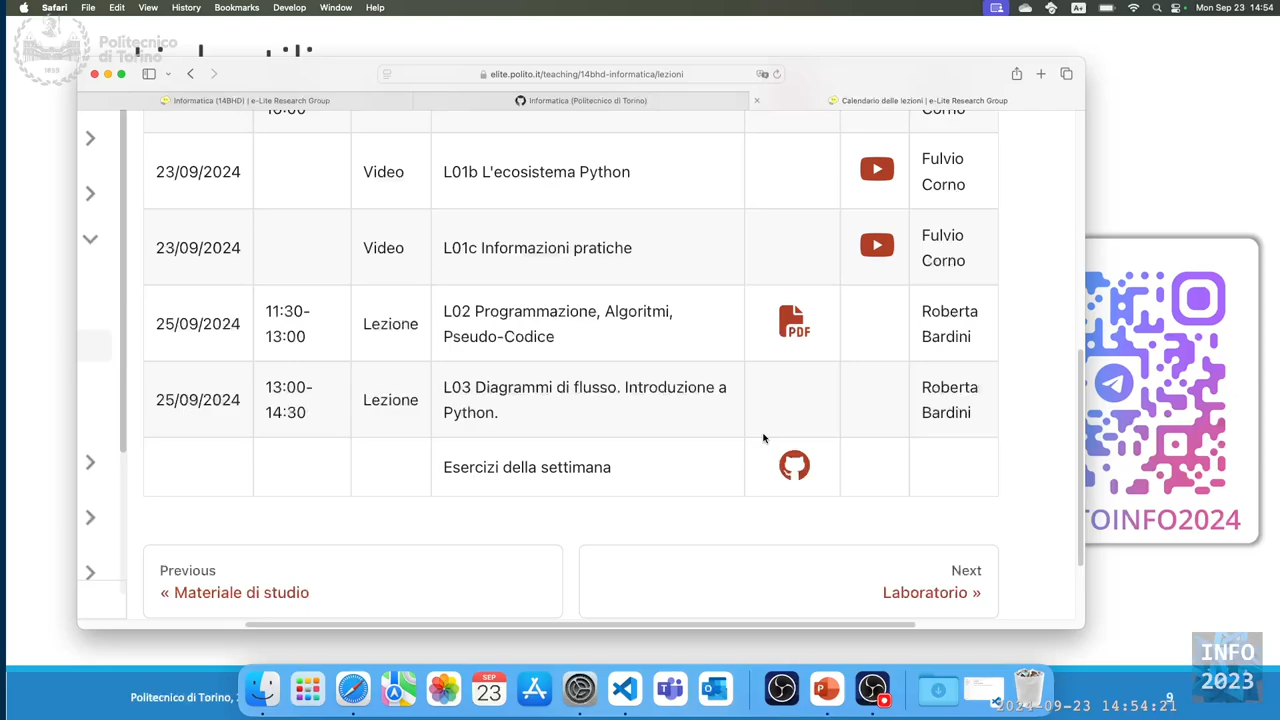 Safari File Edit View History Bookmarks Develop Window Help
Mon Sep 23 14:54
Politecnico
di Torino
elite.polito.it/teaching/14bhd-informatica/lezioni
Informatica (14BHD) | e-Lite Research Group
Informatica (Politecnico di Torino)
Calendario delle lezioni | e-Lite Research Group
23/09/2024 Video L01b L'ecosistema Python Fulvio
Corno
23/09/2024 Video L01c Informazioni pratiche Fulvio
Corno
25/09/2024 11:30-
13:00 Lezione L02 Programmazione, Algoritmi,
Pseudo-Codice PDF Roberta
Bardini
25/09/2024 13:00-
14:30 Lezione L03 Diagrammi di flusso. Introduzione a
Python. Roberta
Bardini
Esercizi della settimana
Previous
« Materiale di studio
Next
Laboratorio »
TOINFO2024
SEP
23
Politecnico di Torino,
9
INFO
2023
2024-09-23 14:54:21